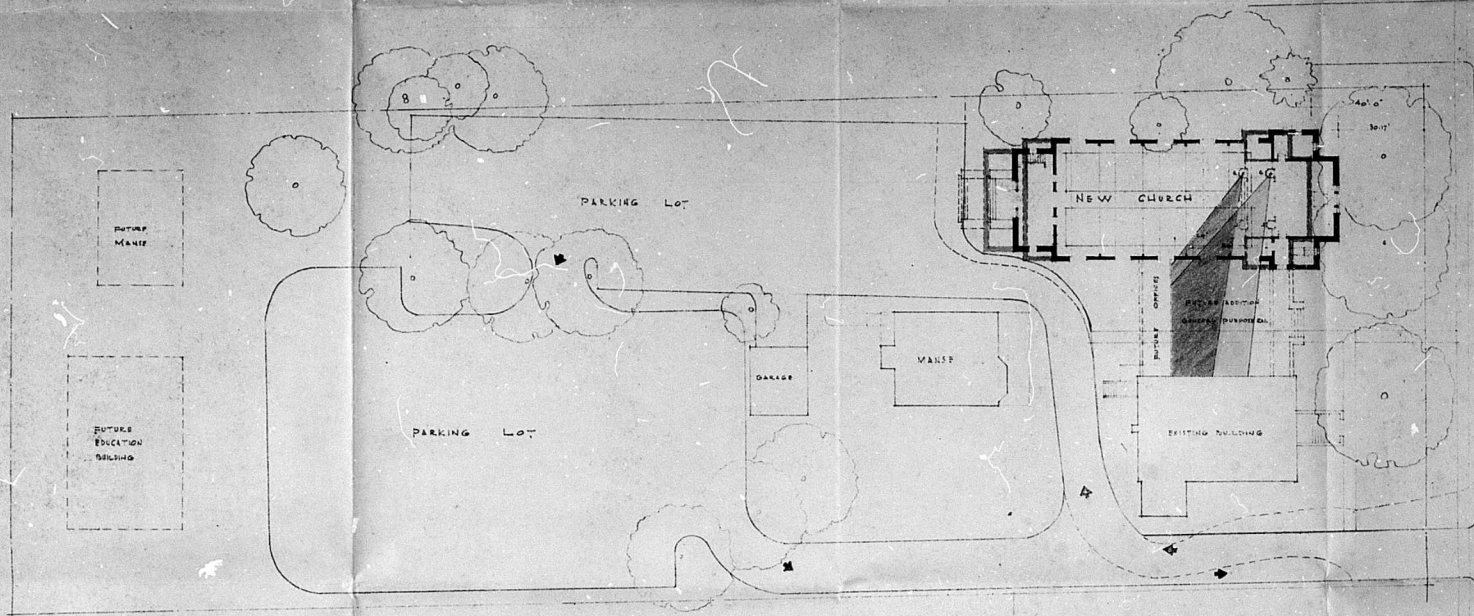 40'-0"
PARKING LOT
NEW CHURCH
FUTURE
MANSE
FUTURE OFFICES
FUTURE ADDITION
GENERAL PURPOSE RM.
MANSE
GARAGE
PARKING LOT
EXISTING BUILDING
FUTURE
EDUCATION
BUILDING